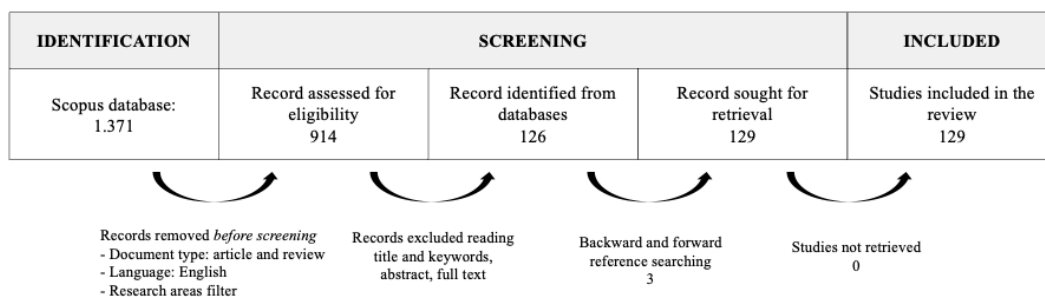 IDENTIFICATION
SCREENING
INCLUDED
Scopus database:
1.371
Record assessed for
eligibility
914
Record identified from
databases
126
Record sought for
retrieval
129
Studies included in the
review
129
Records removed before screening
- Document type: article and review
- Language: English
- Research areas filter
Records excluded reading
title and keywords,
abstract, full text
Backward and forward
reference searching
3
Studies not retrieved
0